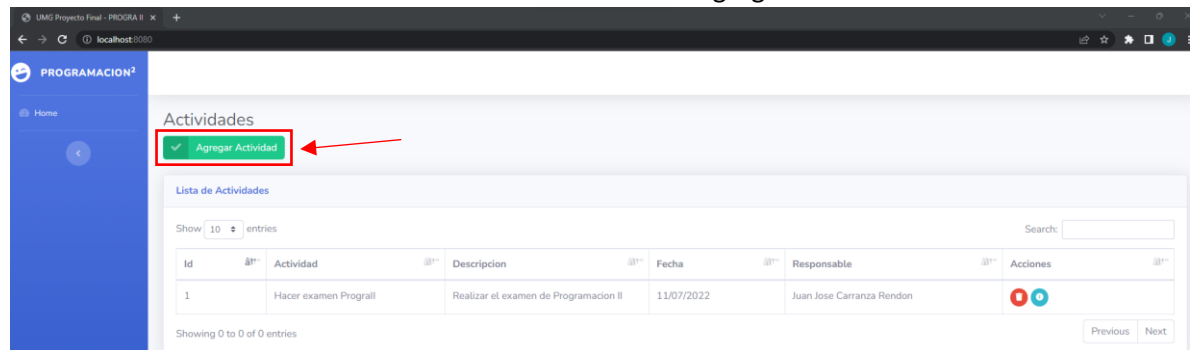 UMG Proyecto Final - PROGRA II
localhost:8080
PROGRAMACION²
Home
Actividades
Agregar Actividad
Lista de Actividades
Show 10 entries
Search:
Id Actividad Descripcion Fecha Responsable Acciones
1 Hacer examen PrograII Realizar el examen de Programacion II 11/07/2022 Juan Jose Carranza Rendon
Showing 0 to 0 of 0 entries
Previous Next